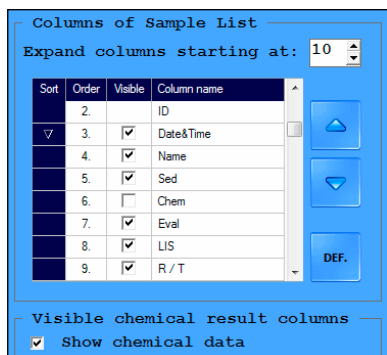 Columns of Sample List
Expand columns starting at: 10
Sort Order Visible Column name
2. ID
3. Date&Time
4. Name
5. Sed
6. Chem
7. Eval
8. LIS
9. R / T
DEF.
Visible chemical result columns
Show chemical data